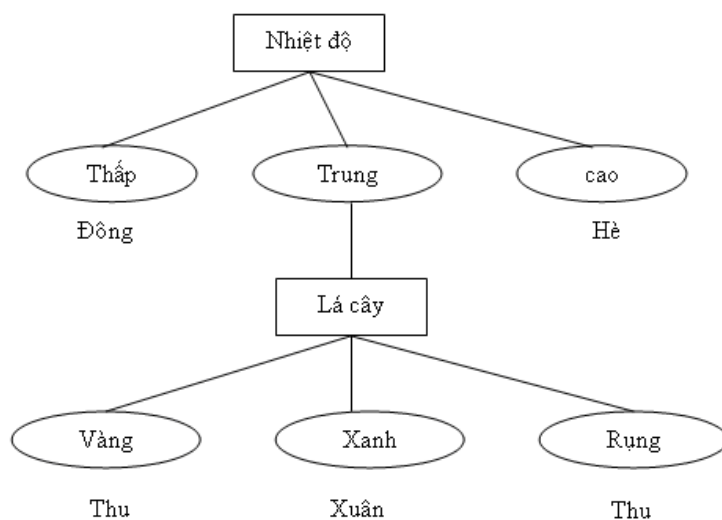 Nhiệt độ
Thấp
Trung
cao
Đông
Hè
Lá cây
Vàng
Xanh
Rụng
Thu
Xuân
Thu